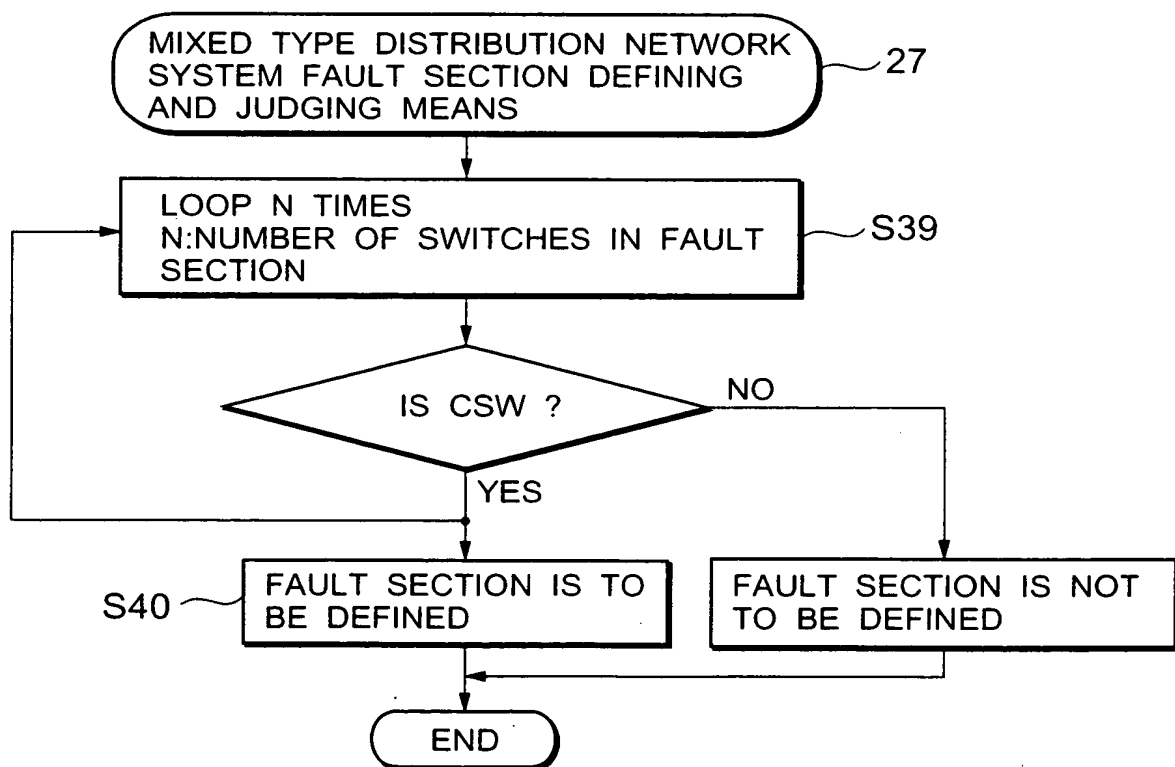 MIXED TYPE DISTRIBUTION NETWORK
SYSTEM FAULT SECTION DEFINING
AND JUDGING MEANS
27
LOOP N TIMES
N:NUMBER OF SWITCHES IN FAULT
SECTION
S39
IS CSW ?
NO
YES
S40
FAULT SECTION IS TO
BE DEFINED
FAULT SECTION IS NOT
TO BE DEFINED
END